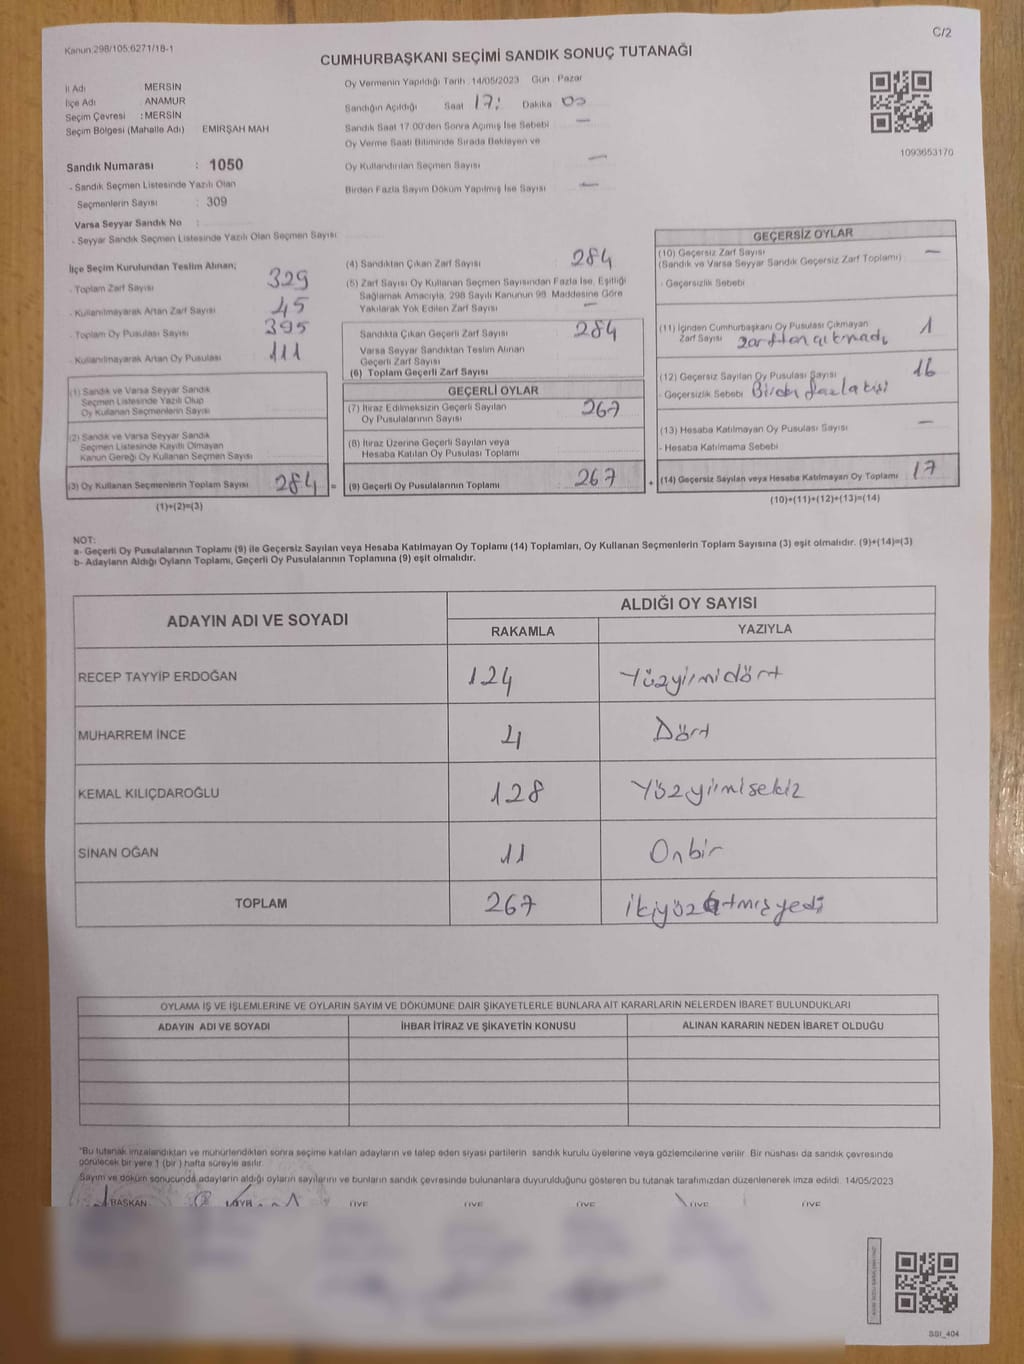 Kanun:298/105:6271/18-1
C/2
CUMHURBAŞKANI SEÇİMİ SANDIK SONUÇ TUTANAĞI
İl Adı MERSİN
İlçe Adı ANAMUR
Seçim Çevresi : MERSİN
Seçim Bölgesi (Mahalle Adı) EMİRŞAH MAH
Sandık Numarası : 1050
- Sandık Seçmen Listesinde Yazılı Olan
Seçmenlerin Sayısı : 309
Varsa Seyyar Sandık No :
- Seyyar Sandık Seçmen Listesinde Yazılı Olan Seçmen Sayısı
Oy Vermenin Yapıldığı Tarih : 14/05/2023 Gün : Pazar
Sandığın Açıldığı Saat 17: Dakika 00
Sandık Saat 17.00'den Sonra Açımış İse Sebebi —
Oy Verme Saati Bitiminde Sırada Bekleyen ve
Oy Kullandırılan Seçmen Sayısı —
Birden Fazla Sayım Döküm Yapılmış İse Sayısı —
1093653170
İlçe Seçim Kurulundan Teslim Alınan;
- Toplam Zarf Sayısı 329
- Kullanılmayarak Artan Zarf Sayısı 45
- Toplam Oy Pusulası Sayısı 395
- Kullanılmayarak Artan Oy Pusulası 111
(1) Sandık ve Varsa Seyyar Sandık
Seçmen Listesinde Yazılı Olup
Oy Kullanan Seçmenlerin Sayısı
(2) Sandık ve Varsa Seyyar Sandık
Seçmen Listesinde Kayıtlı Olmayan
Kanun Gereği Oy Kullanan Seçmen Sayısı
(3) Oy Kullanan Seçmenlerin Toplam Sayısı 284 =
(1)+(2)=(3)
(4) Sandıktan Çıkan Zarf Sayısı 284
(5) Zarf Sayısı Oy Kullanan Seçmen Sayısından Fazla İse, Eşitliği
Sağlamak Amacıyla, 298 Sayılı Kanunun 98. Maddesine Göre
Yakılarak Yok Edilen Zarf Sayısı —
Sandıkta Çıkan Geçerli Zarf Sayısı 284
Varsa Seyyar Sandıktan Teslim Alınan
Geçerli Zarf Sayısı
(6) Toplam Geçerli Zarf Sayısı
GEÇERLİ OYLAR
(7) İtiraz Edilmeksizin Geçerli Sayılan
Oy Pusulalarının Sayısı 267
(8) İtiraz Üzerine Geçerli Sayılan veya
Hesaba Katılan Oy Pusulası Toplamı
(9) Geçerli Oy Pusulalarının Toplamı 267 +
GEÇERSİZ OYLAR
(10) Geçersiz Zarf Sayısı —
(Sandık ve Varsa Seyyar Sandık Geçersiz Zarf Toplamı)
- Geçersizlik Sebebi
(11) İçinden Cumhurbaşkanı Oy Pusulası Çıkmayan 1
Zarf Sayısı zarftan çıkmadı
(12) Geçersiz Sayılan Oy Pusulası Sayısı 16
- Geçersizlik Sebebi Birden fazla kişi
(13) Hesaba Katılmayan Oy Pusulası Sayısı —
- Hesaba Katılmama Sebebi
(14) Geçersiz Sayılan veya Hesaba Katılmayan Oy Toplamı 17
(10)+(11)+(12)+(13)=(14)
NOT:
a- Geçerli Oy Pusulalarının Toplamı (9) ile Geçersiz Sayılan veya Hesaba Katılmayan Oy Toplamı (14) Toplamları, Oy Kullanan Seçmenlerin Toplam Sayısına (3) eşit olmalıdır. (9)+(14)=(3)
b- Adayların Aldığı Oyların Toplamı, Geçerli Oy Pusulalarının Toplamına (9) eşit olmalıdır.
ADAYIN ADI VE SOYADI ALDIĞI OY SAYISI
RAKAMLA YAZIYLA
RECEP TAYYİP ERDOĞAN 124 Yüzyirmidört
MUHARREM İNCE 4 Dört
KEMAL KILIÇDAROĞLU 128 Yüzyirmisekiz
SİNAN OĞAN 11 Onbir
TOPLAM 267 ikiyüzatmışyedi
OYLAMA İŞ VE İŞLEMLERİNE VE OYLARIN SAYIM VE DÖKÜMÜNE DAİR ŞİKAYETLERLE BUNLARA AİT KARARLARIN NELERDEN İBARET BULUNDUKLARI
ADAYIN ADI VE SOYADI İHBAR İTİRAZ VE ŞİKAYETİN KONUSU ALINAN KARARIN NEDEN İBARET OLDUĞU
"Bu tutanak imzalandıktan ve mühürlendikten sonra seçime katılan adayların ve talep eden siyasi partilerin sandık kurulu üyelerine veya gözlemcilerine verilir. Bir nüshası da sandık çevresinde
görülecek bir yere 1 (bir ) hafta süreyle asılır.
Sayım ve döküm sonucunda adayların aldığı oyların sayılarını ve bunların sandık çevresinde bulunanlara duyurulduğunu gösteren bu tutanak tarafımızdan düzenlenerek imza edildi. 14/05/2023
BAŞKAN ÜYE ÜYE ÜYE ÜYE ÜYE
SSI_404